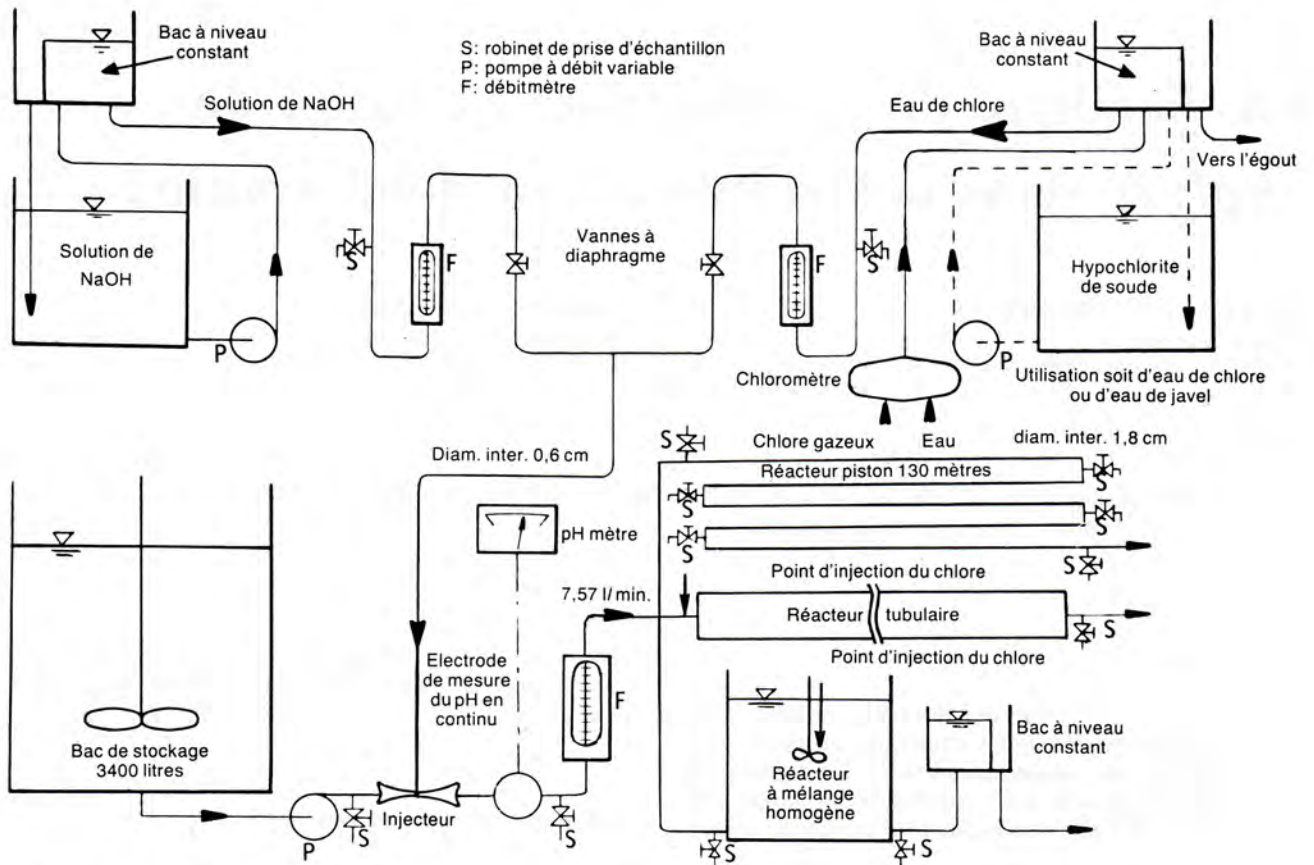 Bac à niveau
constant
S: robinet de prise d'échantillon
P: pompe à débit variable
F: débitmètre
Bac à niveau
constant
Solution de NaOH
Eau de chlore
Vers l'égout
Solution de
NaOH
S
F
Vannes à
diaphragme
F
S
Hypochlorite
de soude
P
P
Chloromètre
Utilisation soit d'eau de chlore
ou d'eau de javel
Chlore gazeux
Eau
diam. inter. 1,8 cm
S
Diam. inter. 0,6 cm
Réacteur piston 130 mètres
S
S
S
pH mètre
S
S
Point d'injection du chlore
7,57 l/min.
Réacteur
tubulaire
S
Point d'injection du chlore
Electrode
de mesure
du pH en
continu
F
Bac à niveau
constant
Bac de stockage
3400 litres
Réacteur
à mélange
homogène
Injecteur
P
S
S
S
S